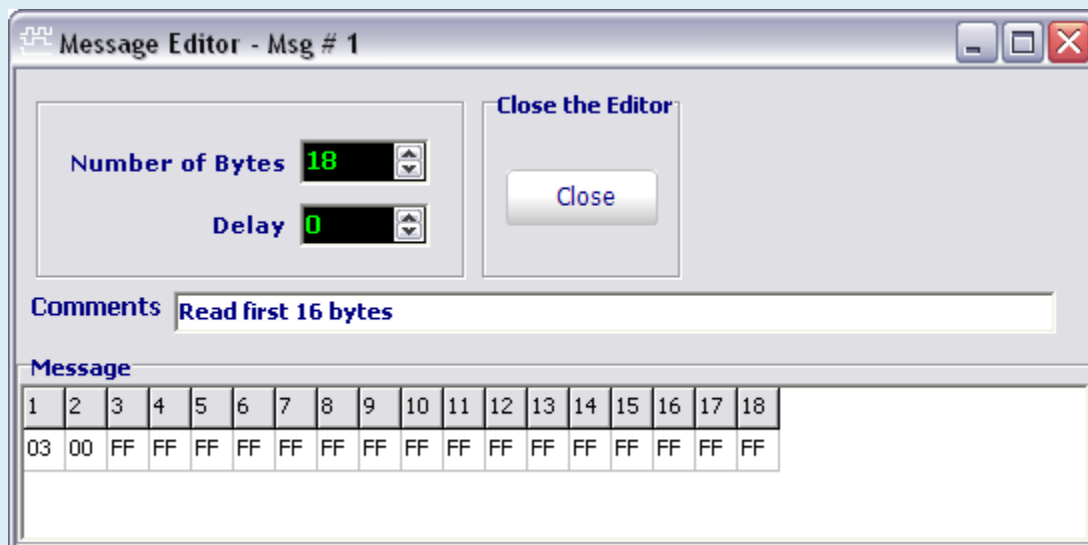 Message Editor - Msg # 1
Close the Editor
Number of Bytes 18
Close
Delay 0
Comments Read first 16 bytes
Message
1 2 3 4 5 6 7 8 9 10 11 12 13 14 15 16 17 18
03 00 FF FF FF FF FF FF FF FF FF FF FF FF FF FF FF FF